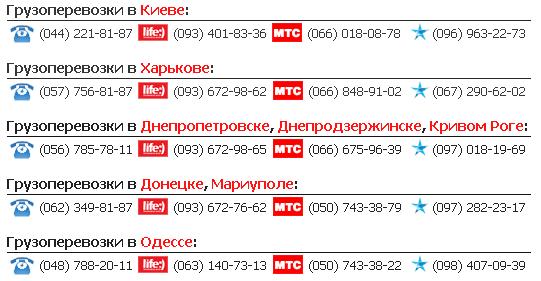 Грузоперевозки в Киеве:
(044) 221-81-87 life:) (093) 401-83-36 МТС (066) 018-08-78 (096) 963-22-73
Грузоперевозки в Харькове:
(057) 756-81-87 life:) (093) 672-98-62 МТС (066) 848-91-02 (067) 290-62-02
Грузоперевозки в Днепропетровске, Днепродзержинске, Кривом Роге:
(056) 785-78-11 life:) (093) 672-98-65 МТС (066) 675-96-39 (097) 018-19-69
Грузоперевозки в Донецке, Мариуполе:
(062) 349-81-87 life:) (093) 672-76-62 МТС (050) 743-38-79 (097) 282-23-17
Грузоперевозки в Одессе:
(048) 788-20-11 life:) (063) 140-73-13 МТС (050) 743-38-22 (098) 407-09-39